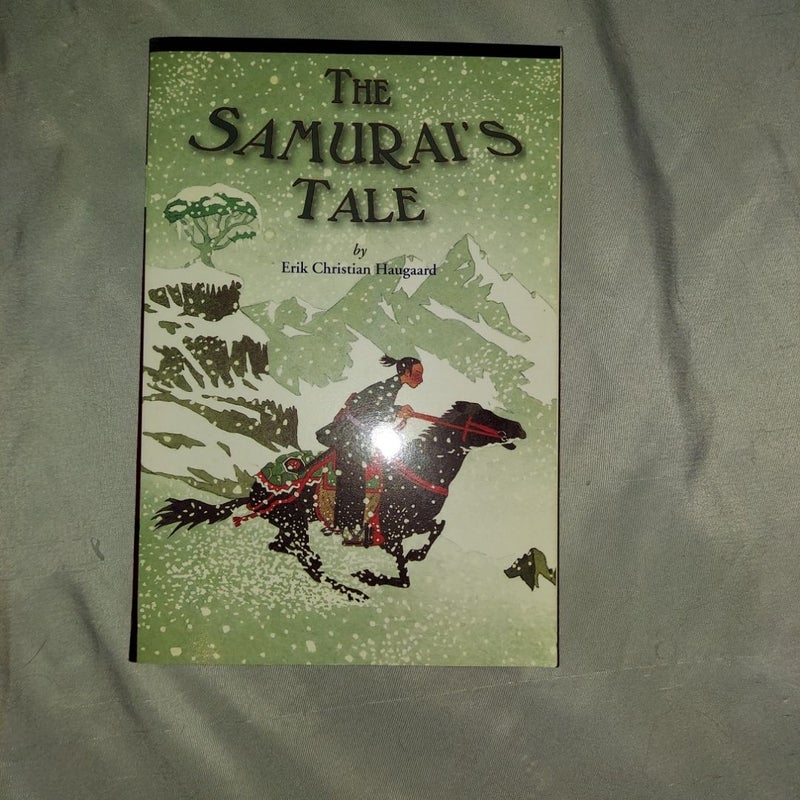 THE
SAMURAI'S
TALE
by
Erik Christian Haugaard